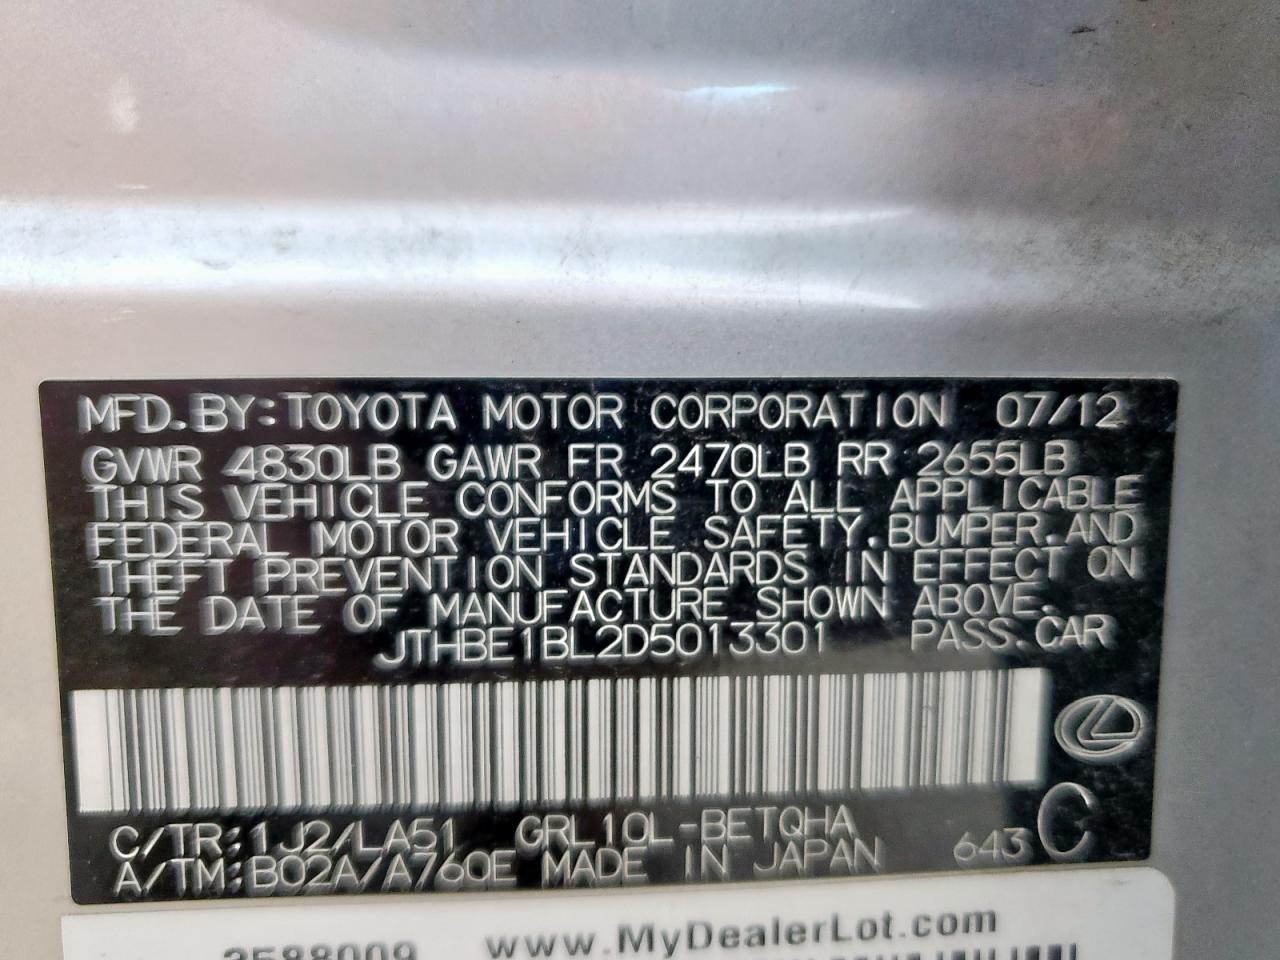 MFD. BY: TOYOTA MOTOR CORPORATION 07/12
GVWR 4830LB GAWR FR 2470LB RR 2655LB
THIS VEHICLE CONFORMS TO ALL APPLICABLE
FEDERAL MOTOR VEHICLE SAFETY, BUMPER, AND
THEFT PREVENTION STANDARDS IN EFFECT ON
THE DATE OF MANUFACTURE SHOWN ABOVE.
JTHBE1BL2D5013301 PASS. CAR
C/TR: 1J2/LA51 GRL10L-BETQHA
A/TM: B02A/A760E MADE IN JAPAN 643 C
3588009 www.MyDealerLot.com